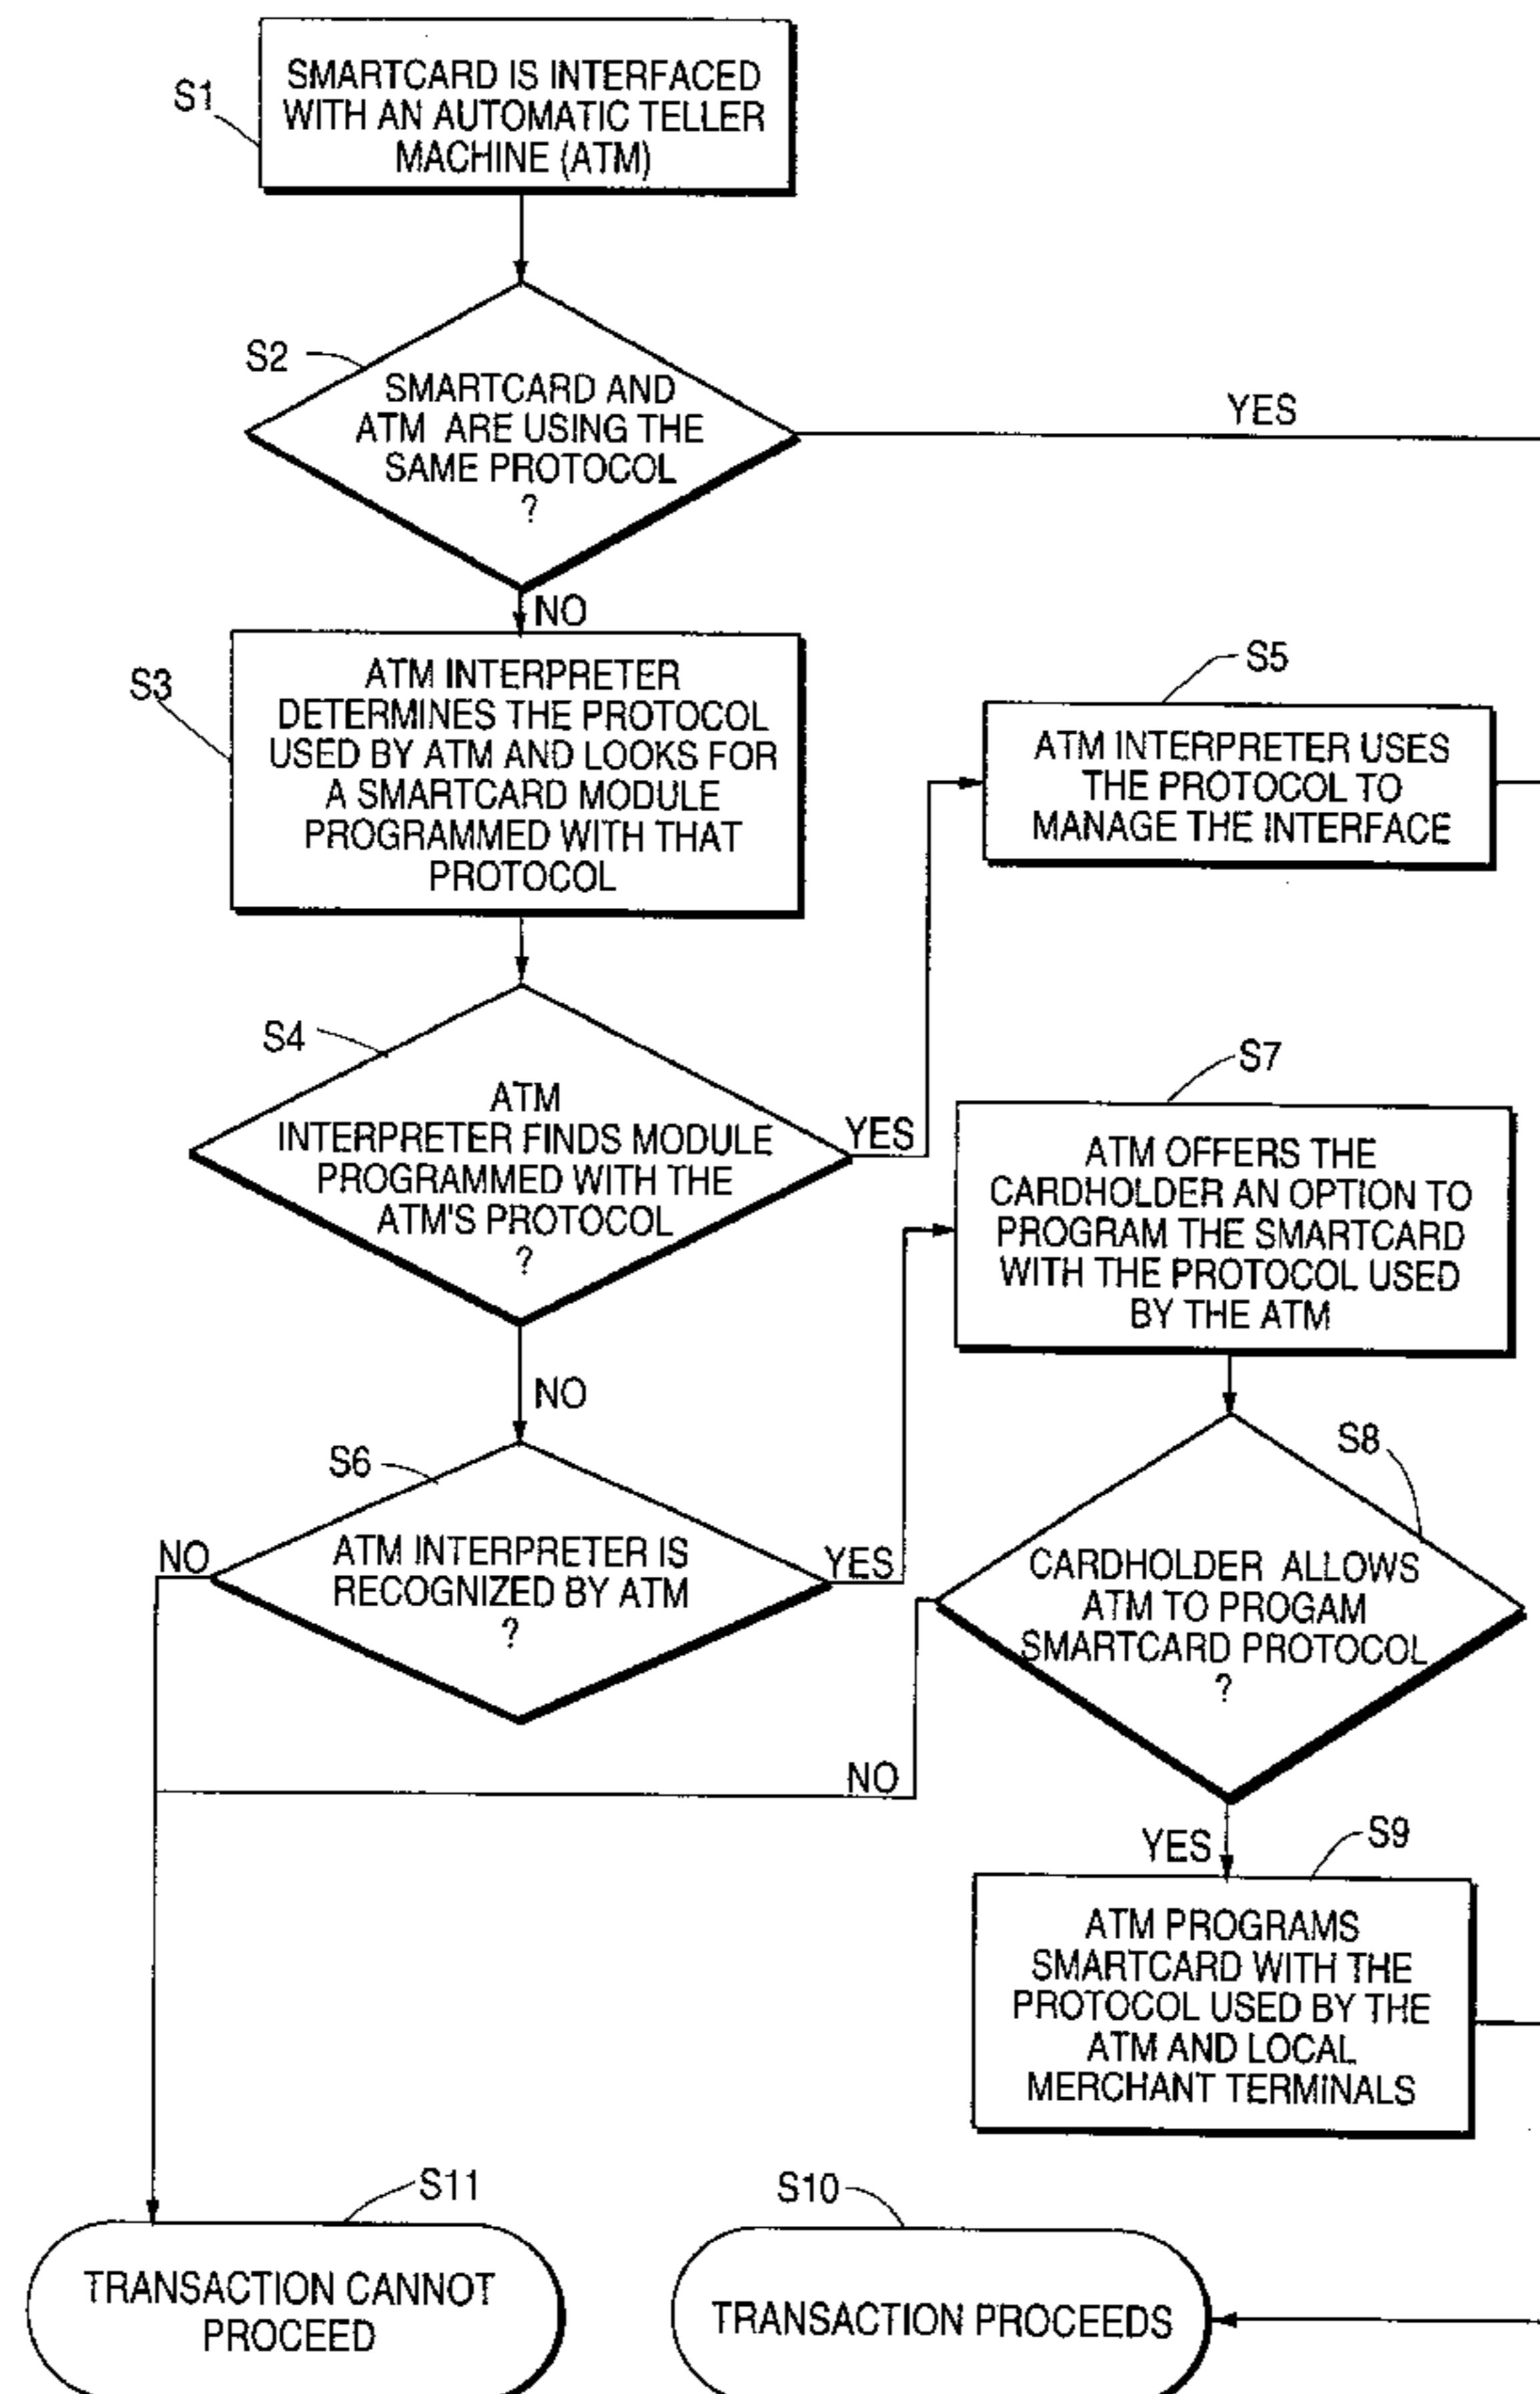 S1
SMARTCARD IS INTERFACED
WITH AN AUTOMATIC TELLER
MACHINE (ATM)
S2
SMARTCARD AND
ATM ARE USING THE
SAME PROTOCOL
?
YES
NO
S3
ATM INTERPRETER
DETERMINES THE PROTOCOL
USED BY ATM AND LOOKS FOR
A SMARTCARD MODULE
PROGRAMMED WITH THAT
PROTOCOL
S5
ATM INTERPRETER USES
THE PROTOCOL TO
MANAGE THE INTERFACE
S4
ATM
INTERPRETER FINDS MODULE
PROGRAMMED WITH THE
ATM'S PROTOCOL
?
YES
NO
S7
ATM OFFERS THE
CARDHOLDER AN OPTION TO
PROGRAM THE SMARTCARD
WITH THE PROTOCOL USED
BY THE ATM
S6
ATM INTERPRETER IS
RECOGNIZED BY ATM
?
NO
YES
S8
CARDHOLDER ALLOWS
ATM TO PROGAM
SMARTCARD PROTOCOL
?
NO
YES
S9
ATM PROGRAMS
SMARTCARD WITH THE
PROTOCOL USED BY THE
ATM AND LOCAL
MERCHANT TERMINALS
S11
TRANSACTION CANNOT
PROCEED
S10
TRANSACTION PROCEEDS